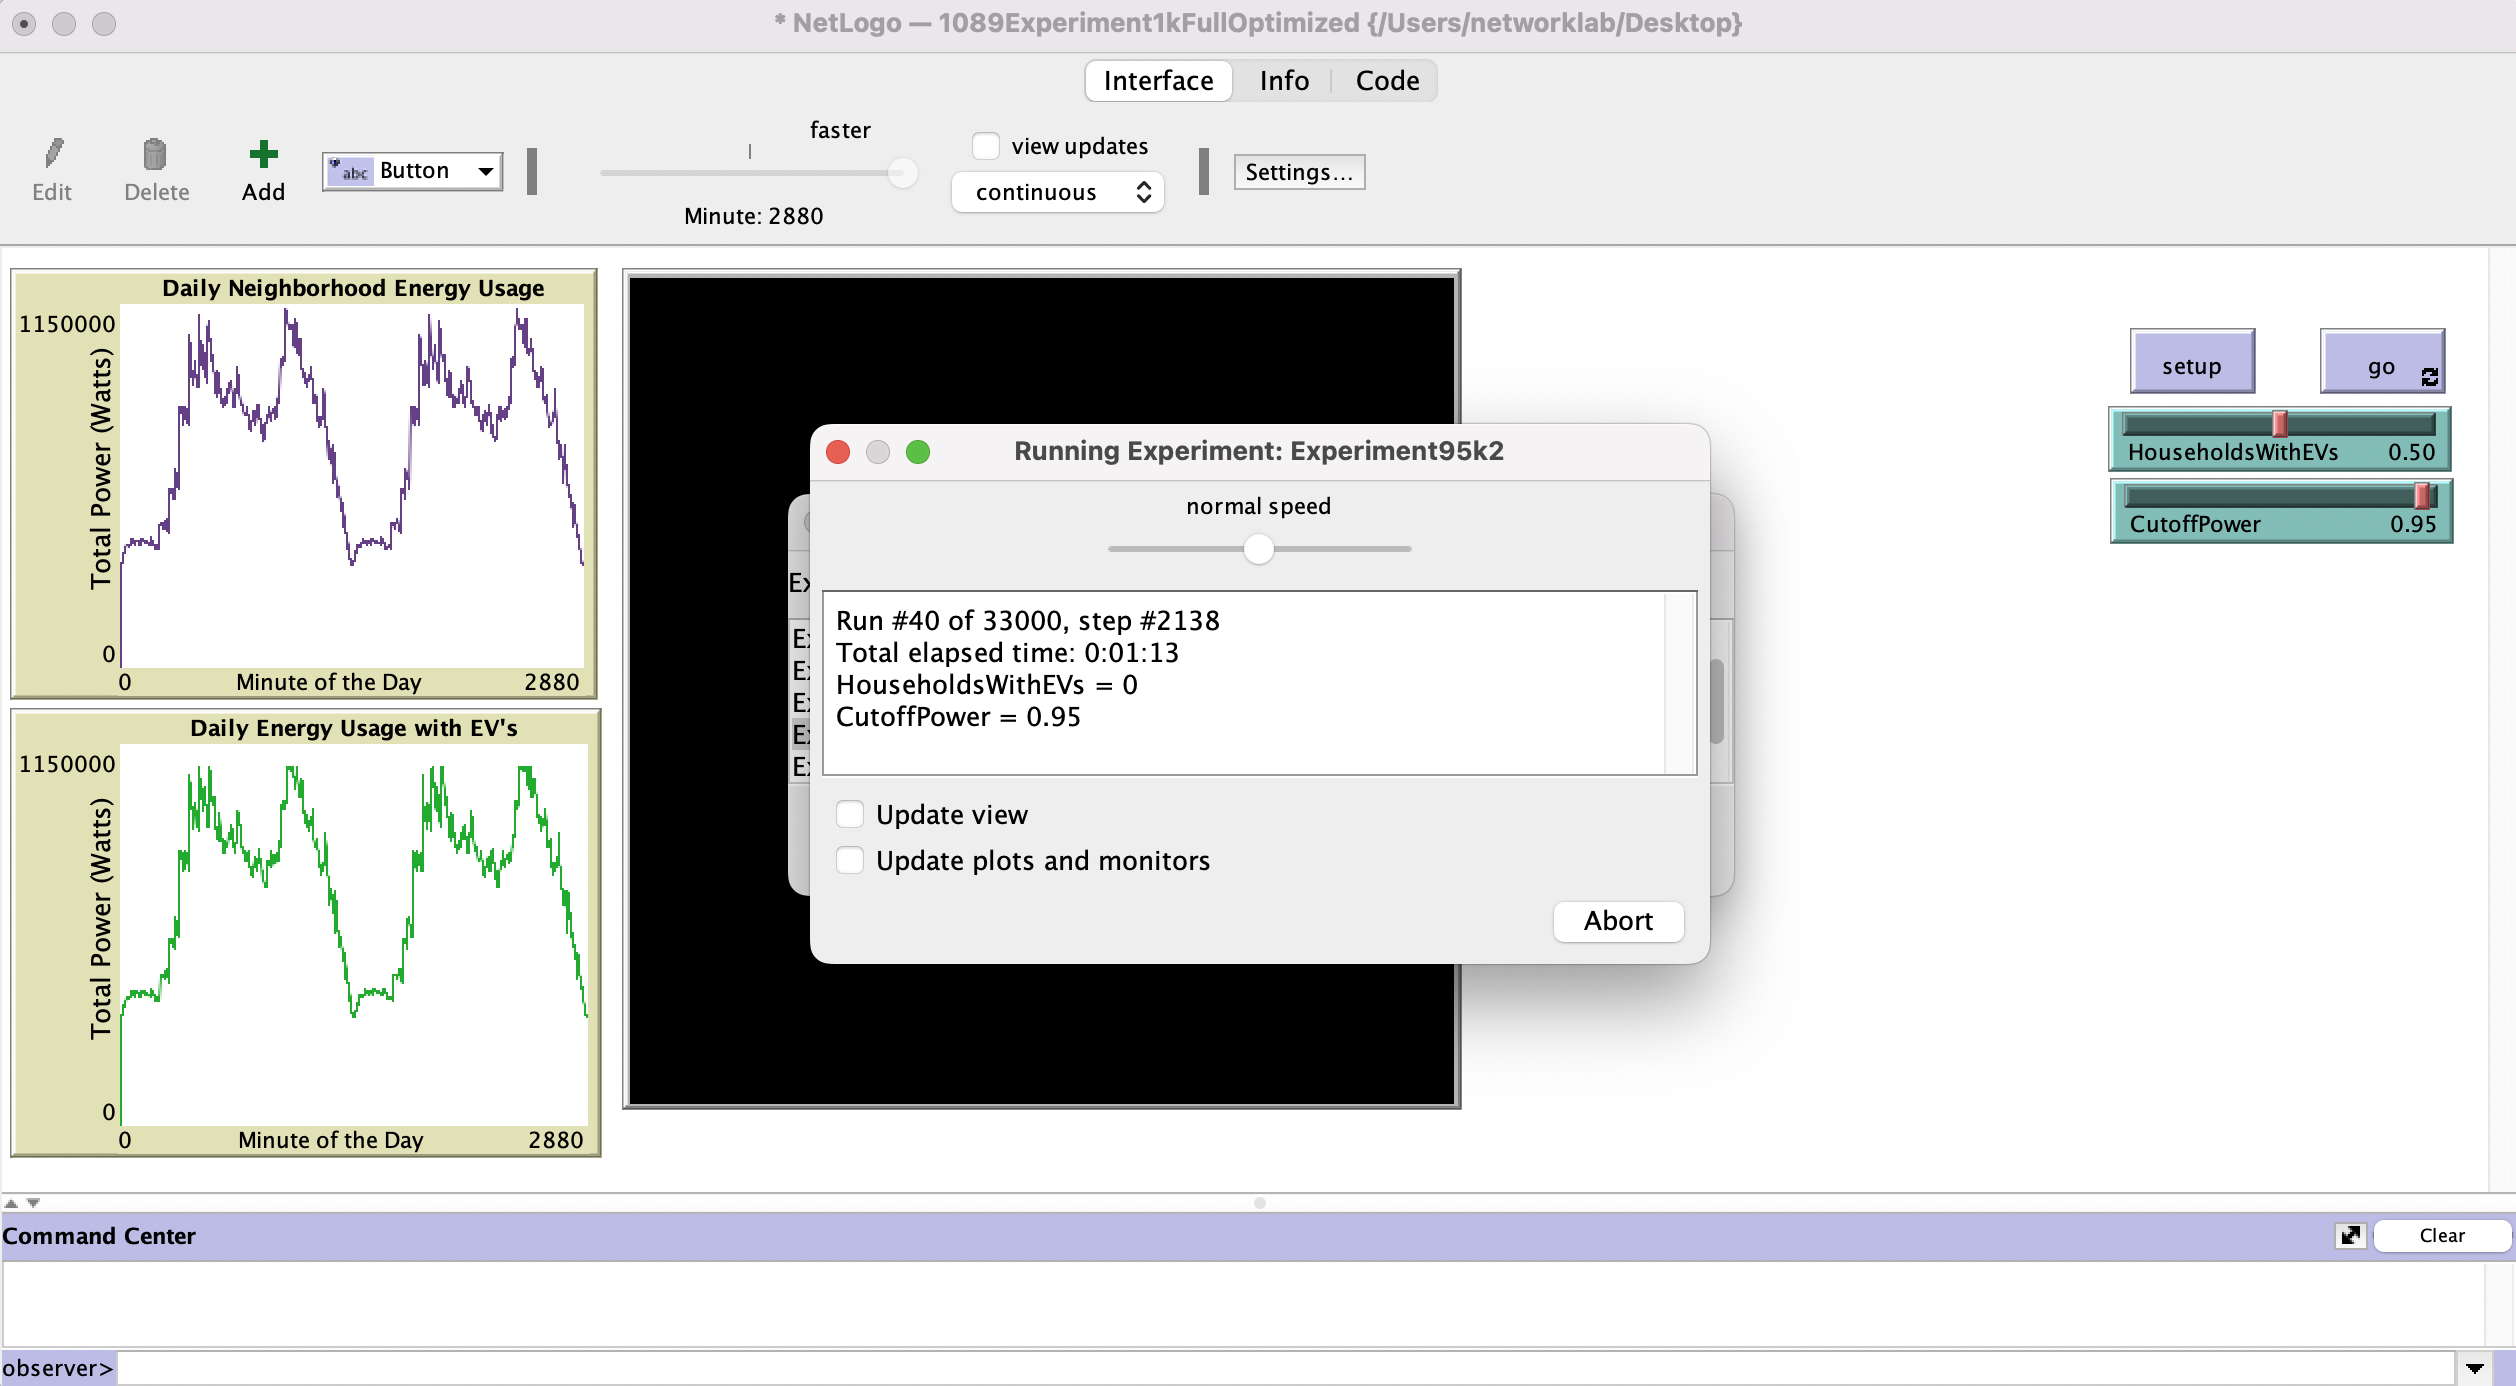 * NetLogo — 1089Experiment1kFullOptimized {/Users/networklab/Desktop}
Interface Info Code
Edit Delete Add abc Button faster Minute: 2880 view updates continuous Settings...
Daily Neighborhood Energy Usage
1150000
Total Power (Watts)
0
0 Minute of the Day 2880
Daily Energy Usage with EV's
1150000
Total Power (Watts)
0
0 Minute of the Day 2880
Running Experiment: Experiment95k2
normal speed
Run #40 of 33000, step #2138
Total elapsed time: 0:01:13
HouseholdsWithEVs = 0
CutoffPower = 0.95
Update view
Update plots and monitors
Abort
setup go
HouseholdsWithEVs 0.50
CutoffPower 0.95
Command Center Clear
observer>